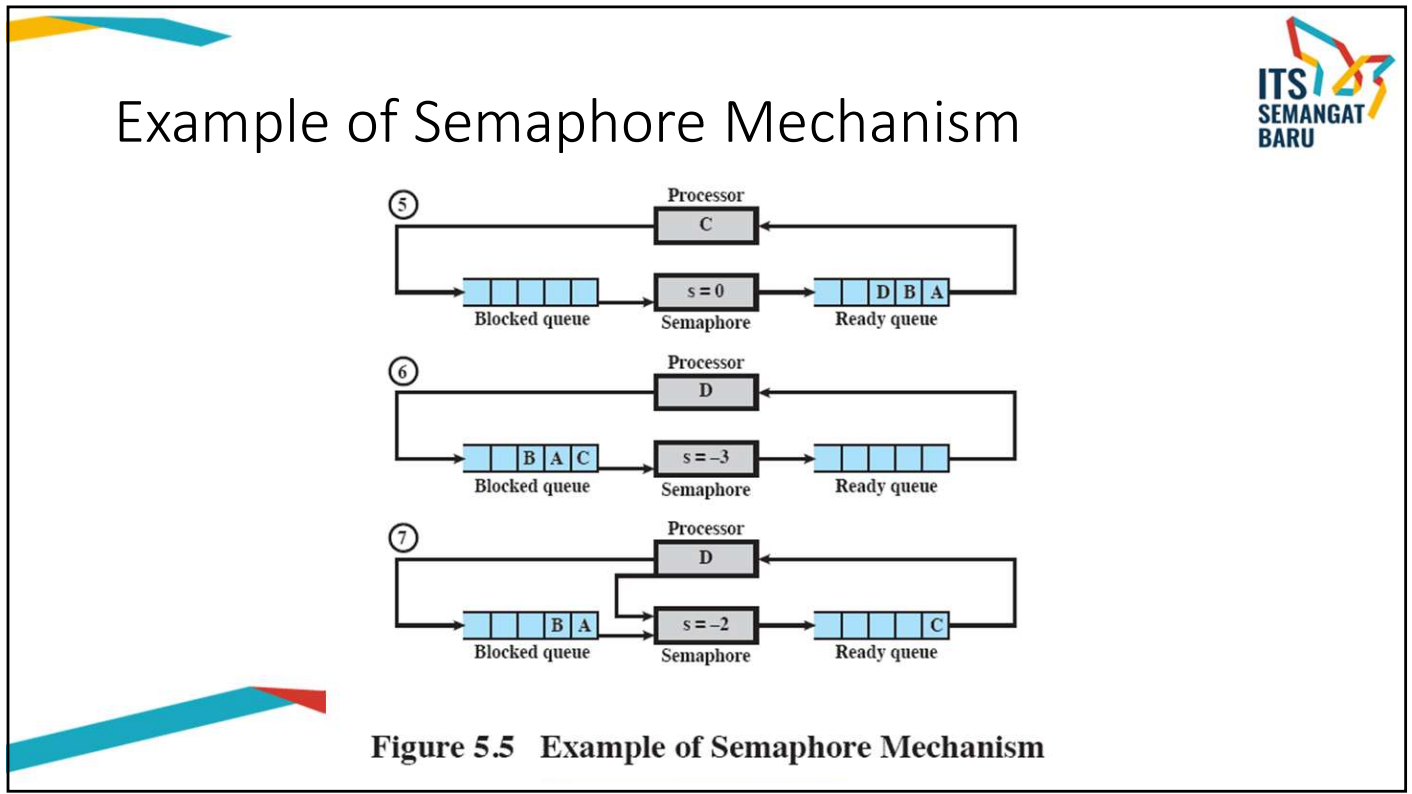 ITS
SEMANGAT
BARU
Example of Semaphore Mechanism
5
Processor
C
s = 0
D B A
Blocked queue
Semaphore
Ready queue
6
Processor
D
B A C
s = –3
Blocked queue
Semaphore
Ready queue
7
Processor
D
B A
s = –2
C
Blocked queue
Semaphore
Ready queue
Figure 5.5 Example of Semaphore Mechanism